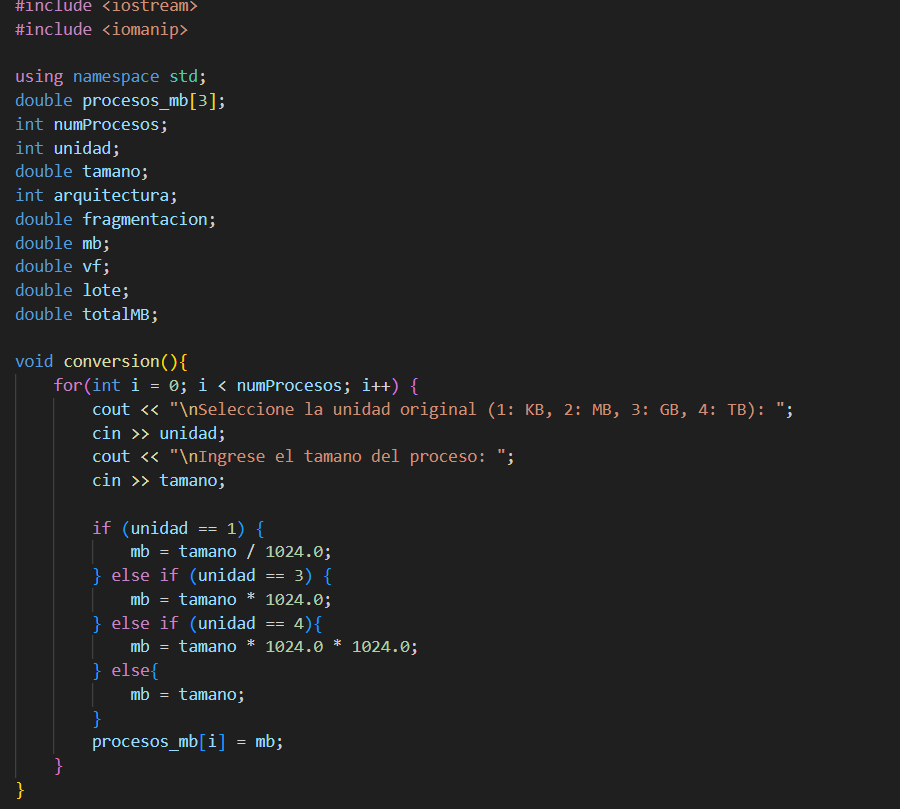 #include <iostream>
#include <iomanip>

using namespace std;
double procesos_mb[3];
int numProcesos;
int unidad;
double tamano;
int arquitectura;
double fragmentacion;
double mb;
double vf;
double lote;
double totalMB;

void conversion(){
    for(int i = 0; i < numProcesos; i++) {
        cout << "\nSeleccione la unidad original (1: KB, 2: MB, 3: GB, 4: TB): ";
        cin >> unidad;
        cout << "\nIngrese el tamano del proceso: ";
        cin >> tamano;

        if (unidad == 1) {
            mb = tamano / 1024.0;
        } else if (unidad == 3) {
            mb = tamano * 1024.0;
        } else if (unidad == 4){
            mb = tamano * 1024.0 * 1024.0;
        } else{
            mb = tamano;
        }
        procesos_mb[i] = mb;
    }
}